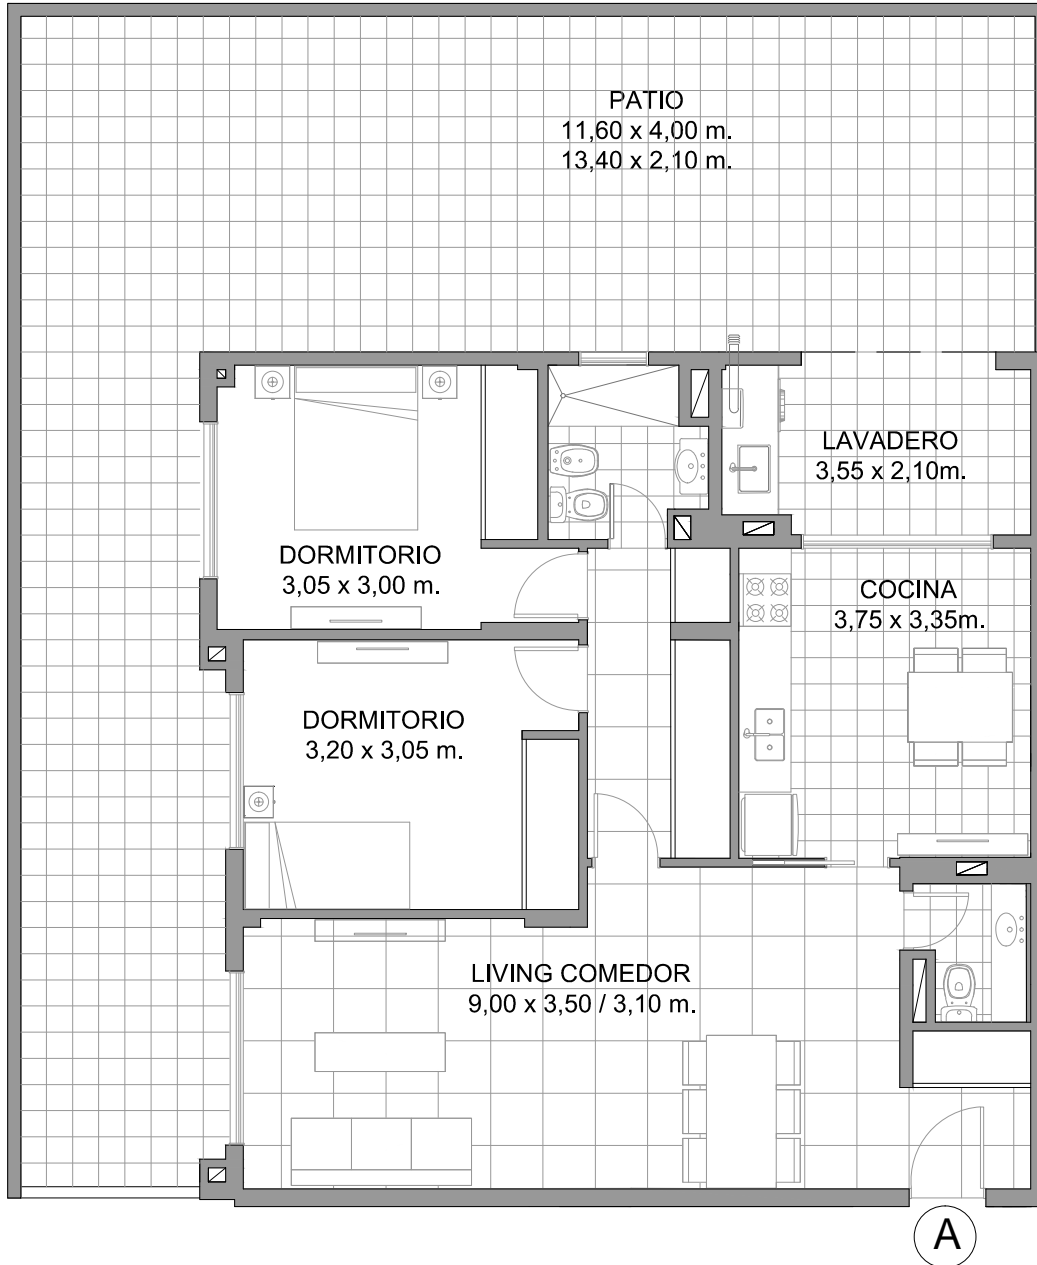 PATIO
11,60 x 4,00 m.
13,40 x 2,10 m.
LAVADERO
3,55 x 2,10m.
DORMITORIO
3,05 x 3,00 m.
COCINA
3,75 x 3,35m.
DORMITORIO
3,20 x 3,05 m.
LIVING COMEDOR
9,00 x 3,50 / 3,10 m.
A